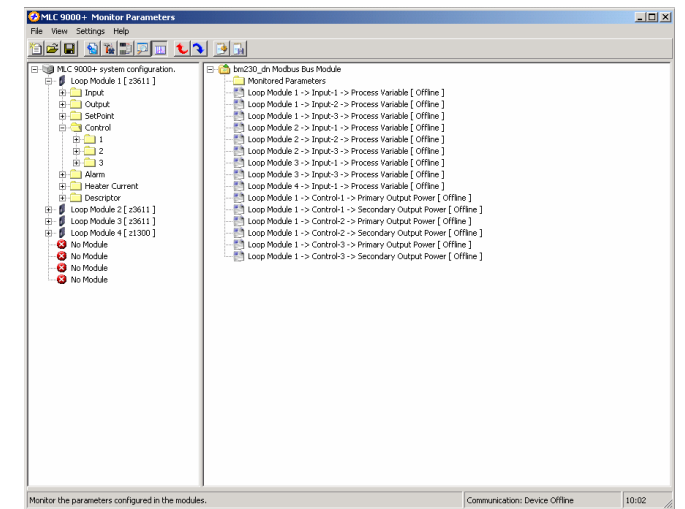 MLC 9000+ Monitor Parameters
File View Settings Help
MLC 9000+ system configuration.
Loop Module 1 [ z3611 ]
Input
Output
SetPoint
Control
1
2
3
Alarm
Heater Current
Descriptor
Loop Module 2 [ z3611 ]
Loop Module 3 [ z3611 ]
Loop Module 4 [ z1300 ]
No Module
No Module
No Module
No Module
bm230_dn Modbus Bus Module
Monitored Parameters
Loop Module 1 -> Input-1 -> Process Variable [ Offline ]
Loop Module 1 -> Input-2 -> Process Variable [ Offline ]
Loop Module 1 -> Input-3 -> Process Variable [ Offline ]
Loop Module 2 -> Input-1 -> Process Variable [ Offline ]
Loop Module 2 -> Input-2 -> Process Variable [ Offline ]
Loop Module 2 -> Input-3 -> Process Variable [ Offline ]
Loop Module 3 -> Input-1 -> Process Variable [ Offline ]
Loop Module 3 -> Input-3 -> Process Variable [ Offline ]
Loop Module 4 -> Input-1 -> Process Variable [ Offline ]
Loop Module 1 -> Control-1 -> Primary Output Power [ Offline ]
Loop Module 1 -> Control-1 -> Secondary Output Power [ Offline ]
Loop Module 1 -> Control-2 -> Primary Output Power [ Offline ]
Loop Module 1 -> Control-2 -> Secondary Output Power [ Offline ]
Loop Module 1 -> Control-3 -> Primary Output Power [ Offline ]
Loop Module 1 -> Control-3 -> Secondary Output Power [ Offline ]
Monitor the parameters configured in the modules.
Communication: Device Offline
10:02